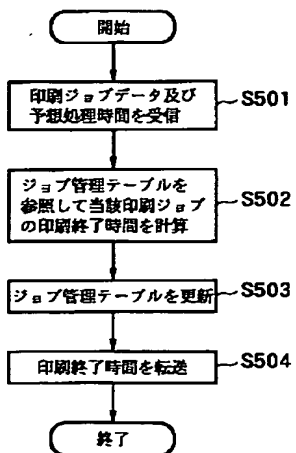 開始
印刷ジョブデータ及び
予想処理時間を受信
S501
ジョブ管理テーブルを
参照して当該印刷ジョブ
の印刷終了時間を計算
S502
ジョブ管理テーブルを更新
S503
印刷終了時間を転送
S504
終了